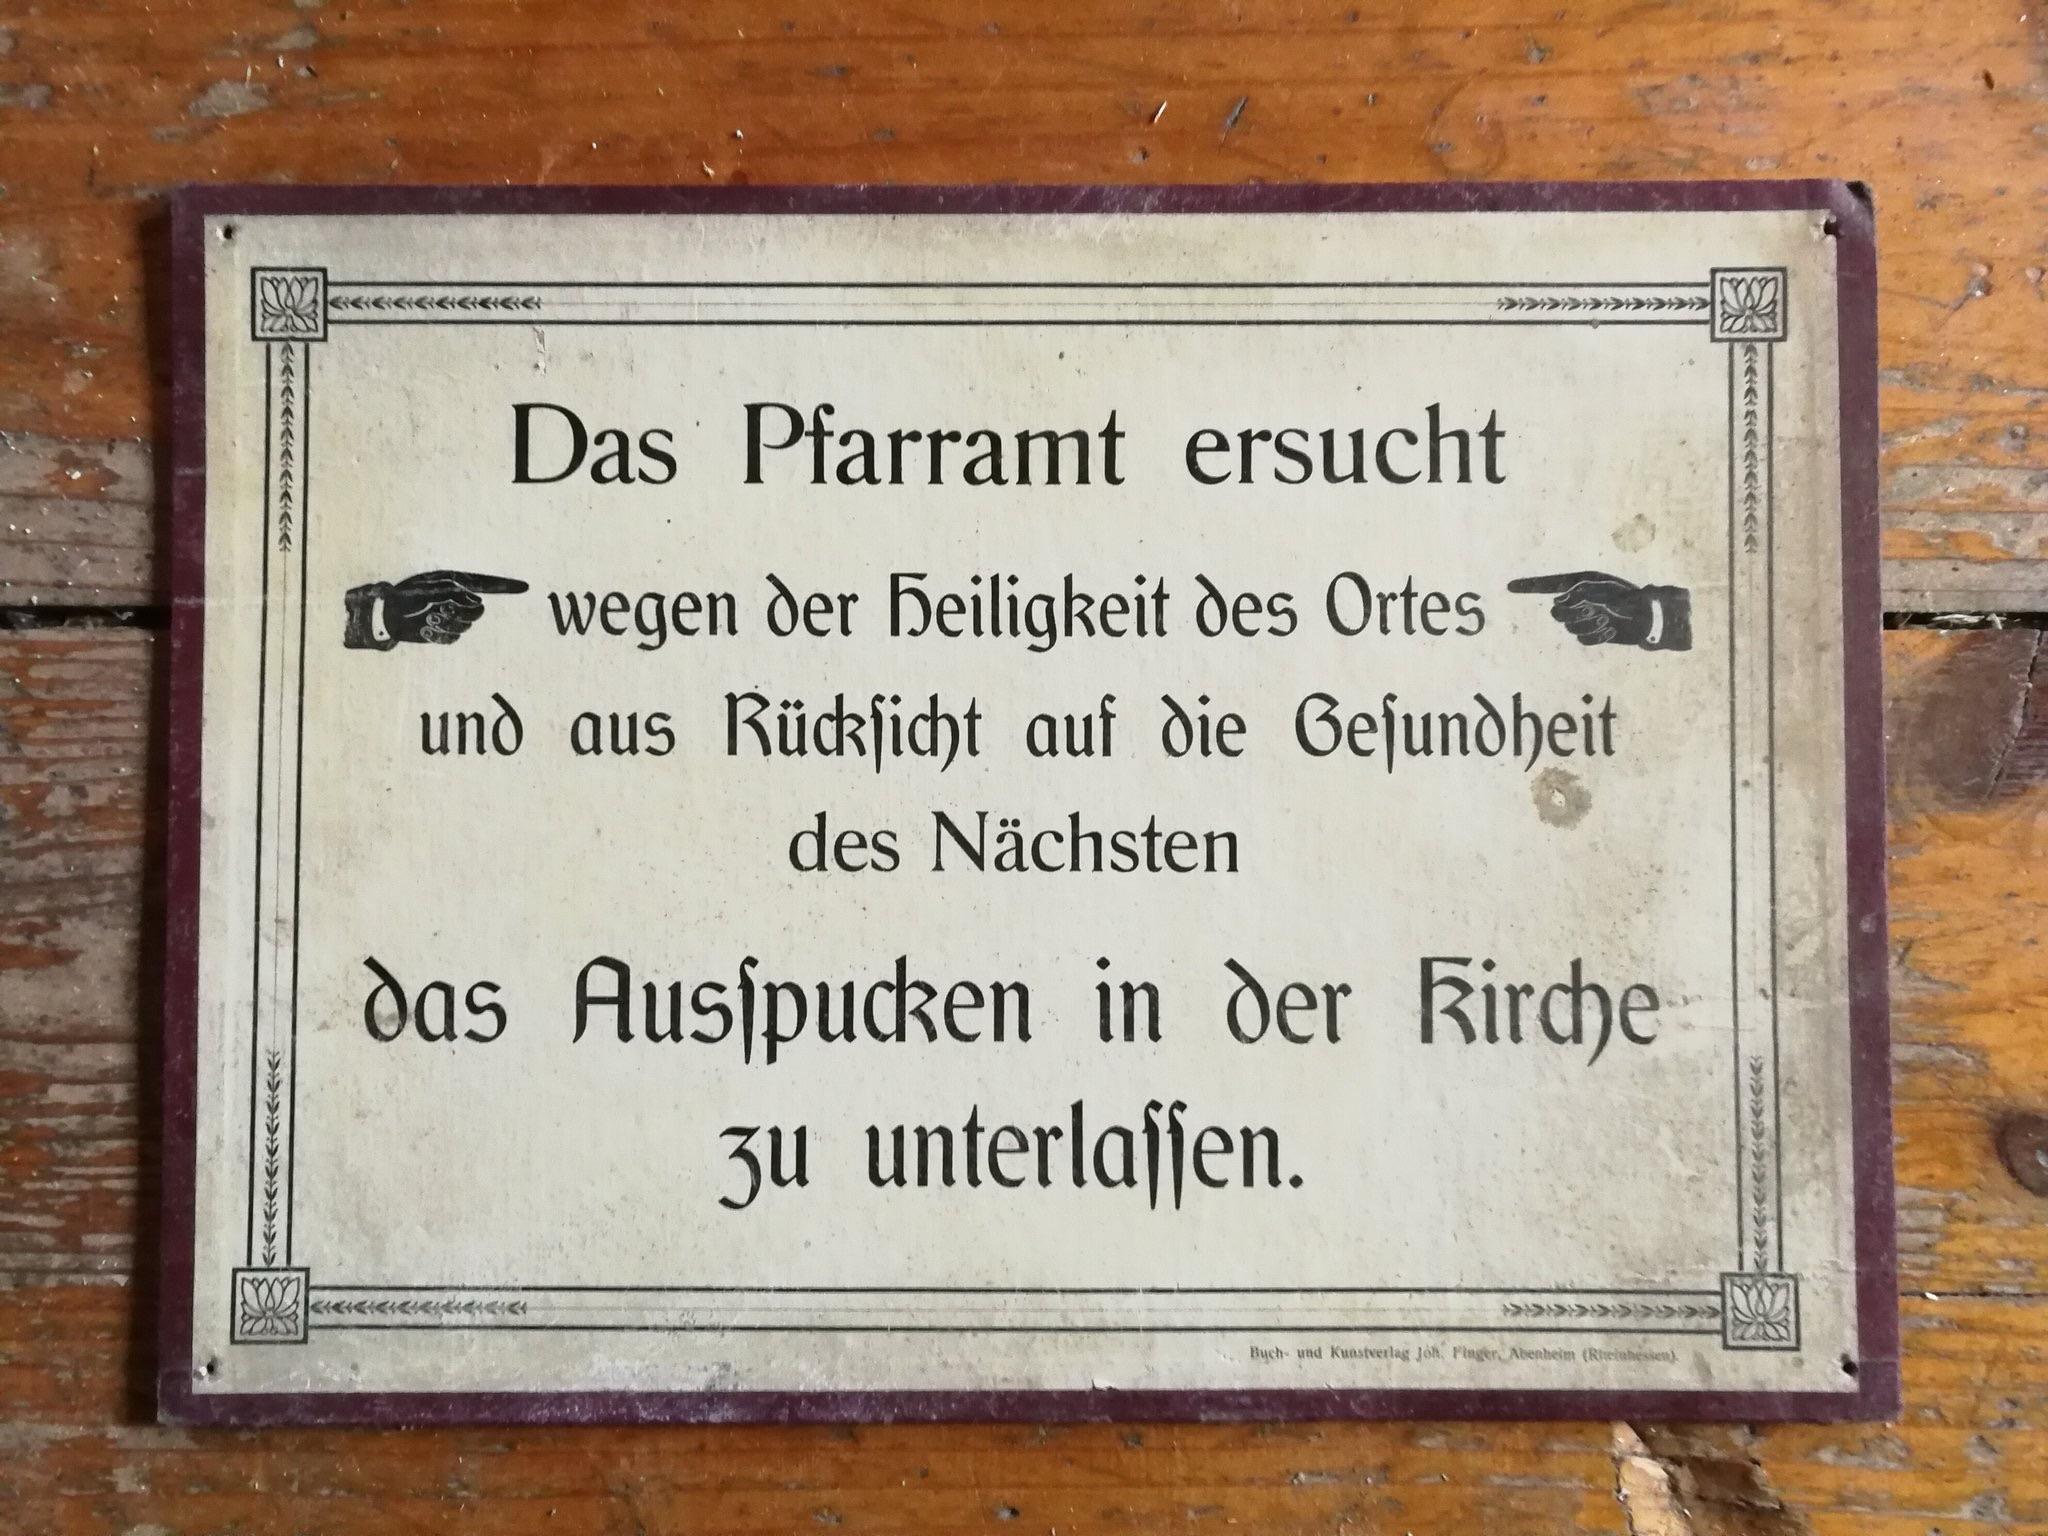 Das Pfarramt ersucht
wegen der Heiligkeit des Ortes
und aus Rückſicht auf die Geſundheit
des Nächsten
das Ausſpucken in der Kirche
zu unterlaſſen.
Buch- und Kunstverlag Joh. Finger, Abenheim (Rheinhessen).